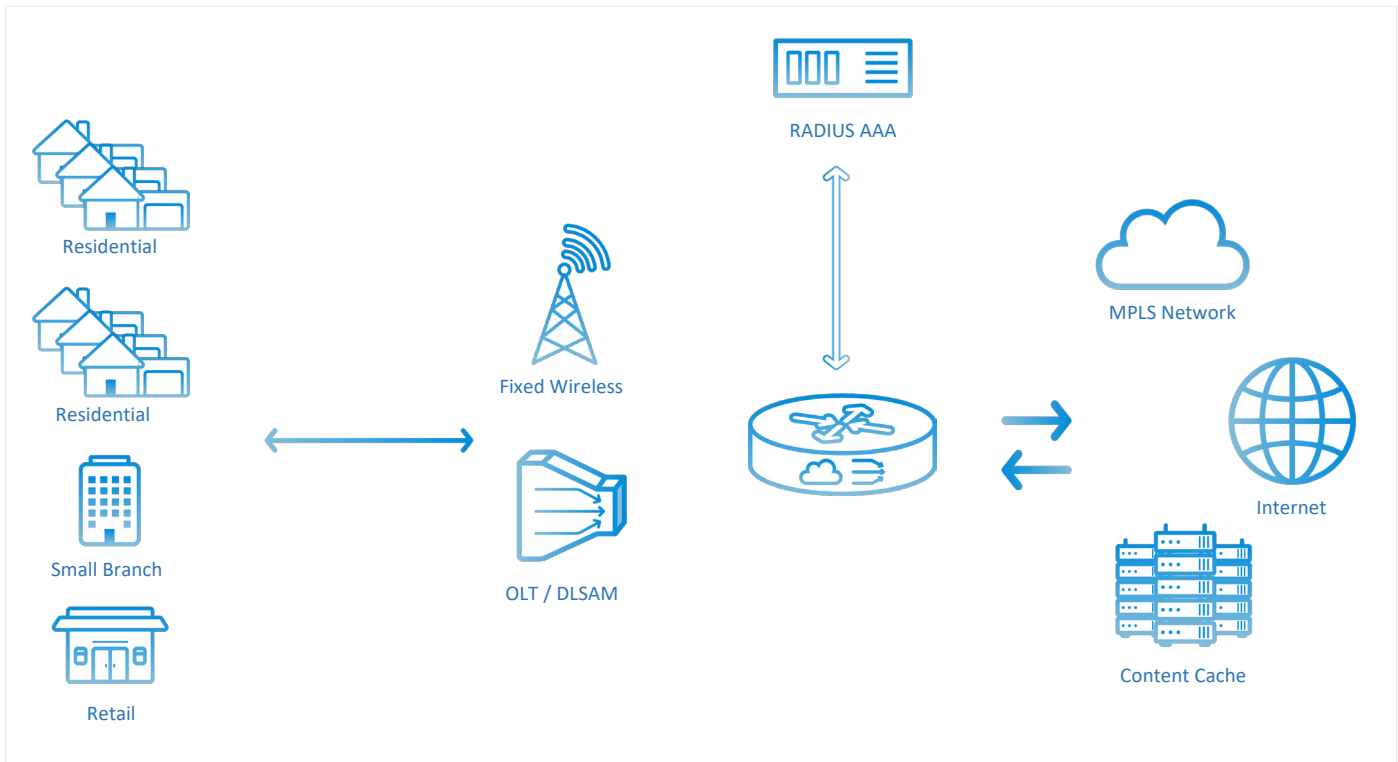 RADIUS AAA
Residential
MPLS Network
Fixed Wireless
Residential
Internet
Small Branch
OLT / DLSAM
Content Cache
Retail